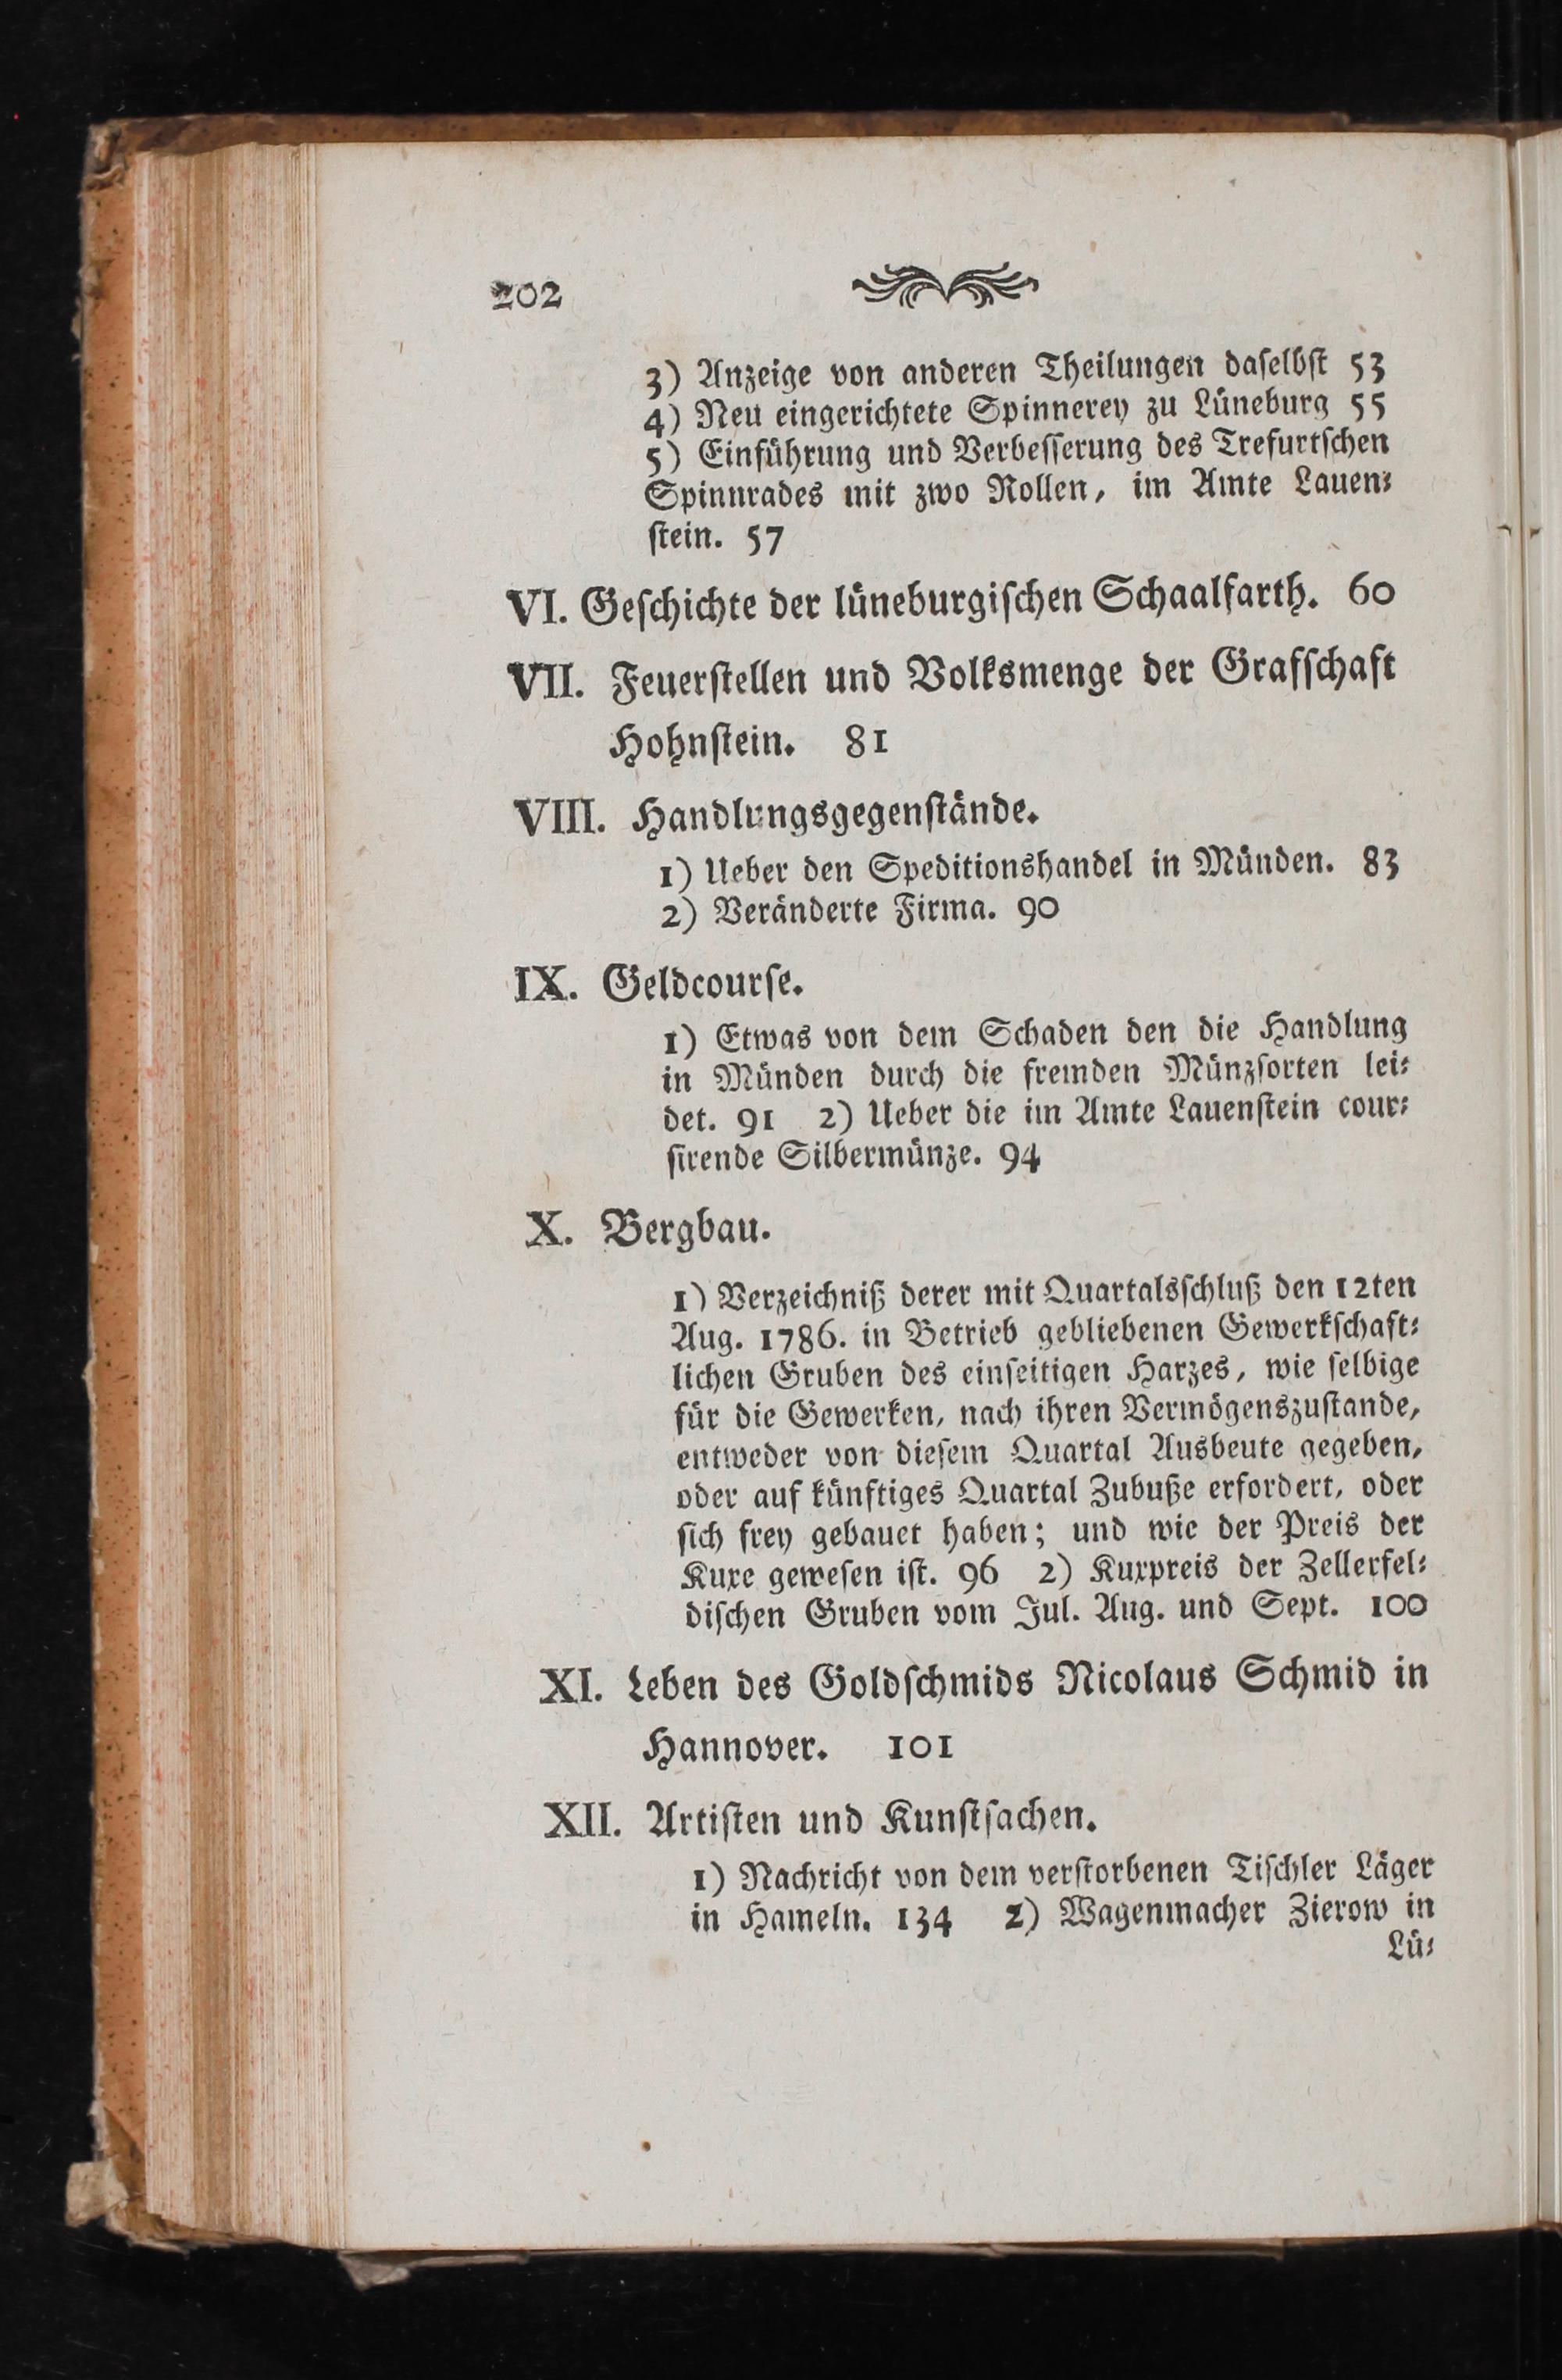 202
3) Anzeige von anderen Theilungen daselbst 53
4) Neu eingerichtete Spinnerey zu Lüneburg 55
5) Einführung und Verbesserung des Trefurtschen
Spinnrades mit zwo Rollen, im Amte Lauen-
stein. 57
VI. Geschichte der lüneburgischen Schaalfarth. 60
VII. Feuerstellen und Volksmenge der Grafschaft
Hohnstein. 81
VIII. Handlungsgegenstände.
1) Ueber den Speditionshandel in Münden. 83
2) Veränderte Firma. 90
IX. Geldcourse.
1) Etwas von dem Schaden den die Handlung
in Münden durch die fremden Münzsorten lei-
det. 91 2) Ueber die im Amte Lauenstein cour-
sirende Silbermünze. 94
X. Bergbau.
1) Verzeichniß derer mit Quartalsschluß den 12ten
Aug. 1786. in Betrieb gebliebenen Gewerkschaft-
lichen Gruben des einseitigen Harzes, wie selbige
für die Gewerken, nach ihren Vermögenszustande,
entweder von diesem Quartal Ausbeute gegeben,
oder auf künftiges Quartal Zubuße erfordert, oder
sich frey gebauet haben; und wie der Preis der
Kuxe gewesen ist. 96 2) Kuxpreis der Zellerfel-
dischen Gruben vom Jul. Aug. und Sept. 100
XI. Leben des Goldschmids Nicolaus Schmid in
Hannover. 101
XII. Artisten und Kunstsachen.
1) Nachricht von dem verstorbenen Tischler Läger
in Hameln. 134 2) Wagenmacher Zierow in
Lü-